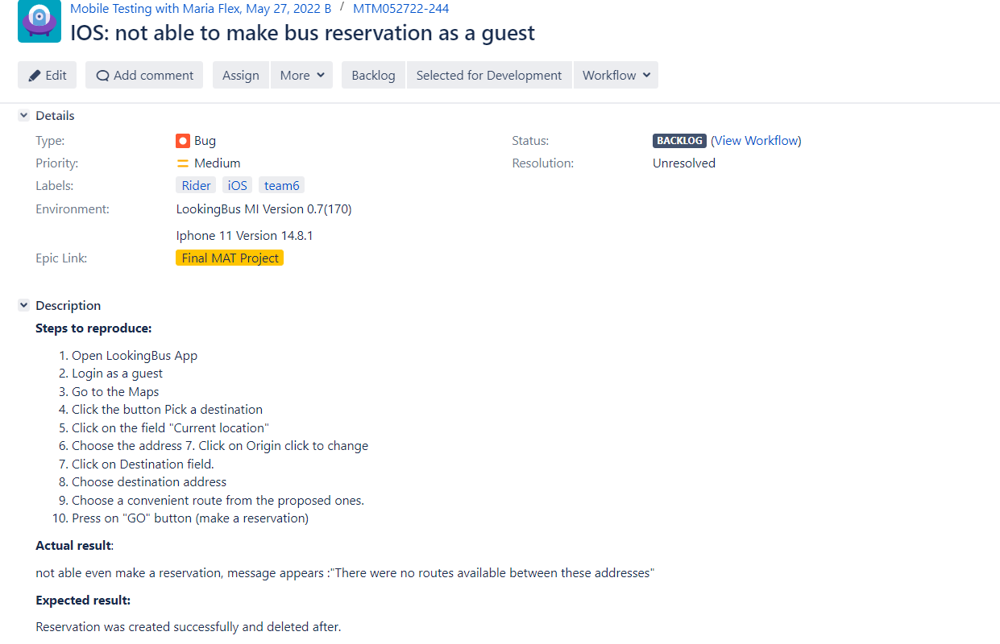 Mobile Testing with Maria Flex, May 27, 2022 B / MTM052722-244
IOS: not able to make bus reservation as a guest
Edit Add comment Assign More Backlog Selected for Development Workflow
Details
Type: Bug Status: BACKLOG (View Workflow)
Priority: Medium Resolution: Unresolved
Labels: Rider iOS team6
Environment: LookingBus MI Version 0.7(170)
Iphone 11 Version 14.8.1
Epic Link: Final MAT Project
Description
Steps to reproduce:
1. Open LookingBus App
2. Login as a guest
3. Go to the Maps
4. Click the button Pick a destination
5. Click on the field "Current location"
6. Choose the address 7. Click on Origin click to change
7. Click on Destination field.
8. Choose destination address
9. Choose a convenient route from the proposed ones.
10. Press on "GO" button (make a reservation)
Actual result:
not able even make a reservation, message appears :"There were no routes available between these addresses"
Expected result:
Reservation was created successfully and deleted after.